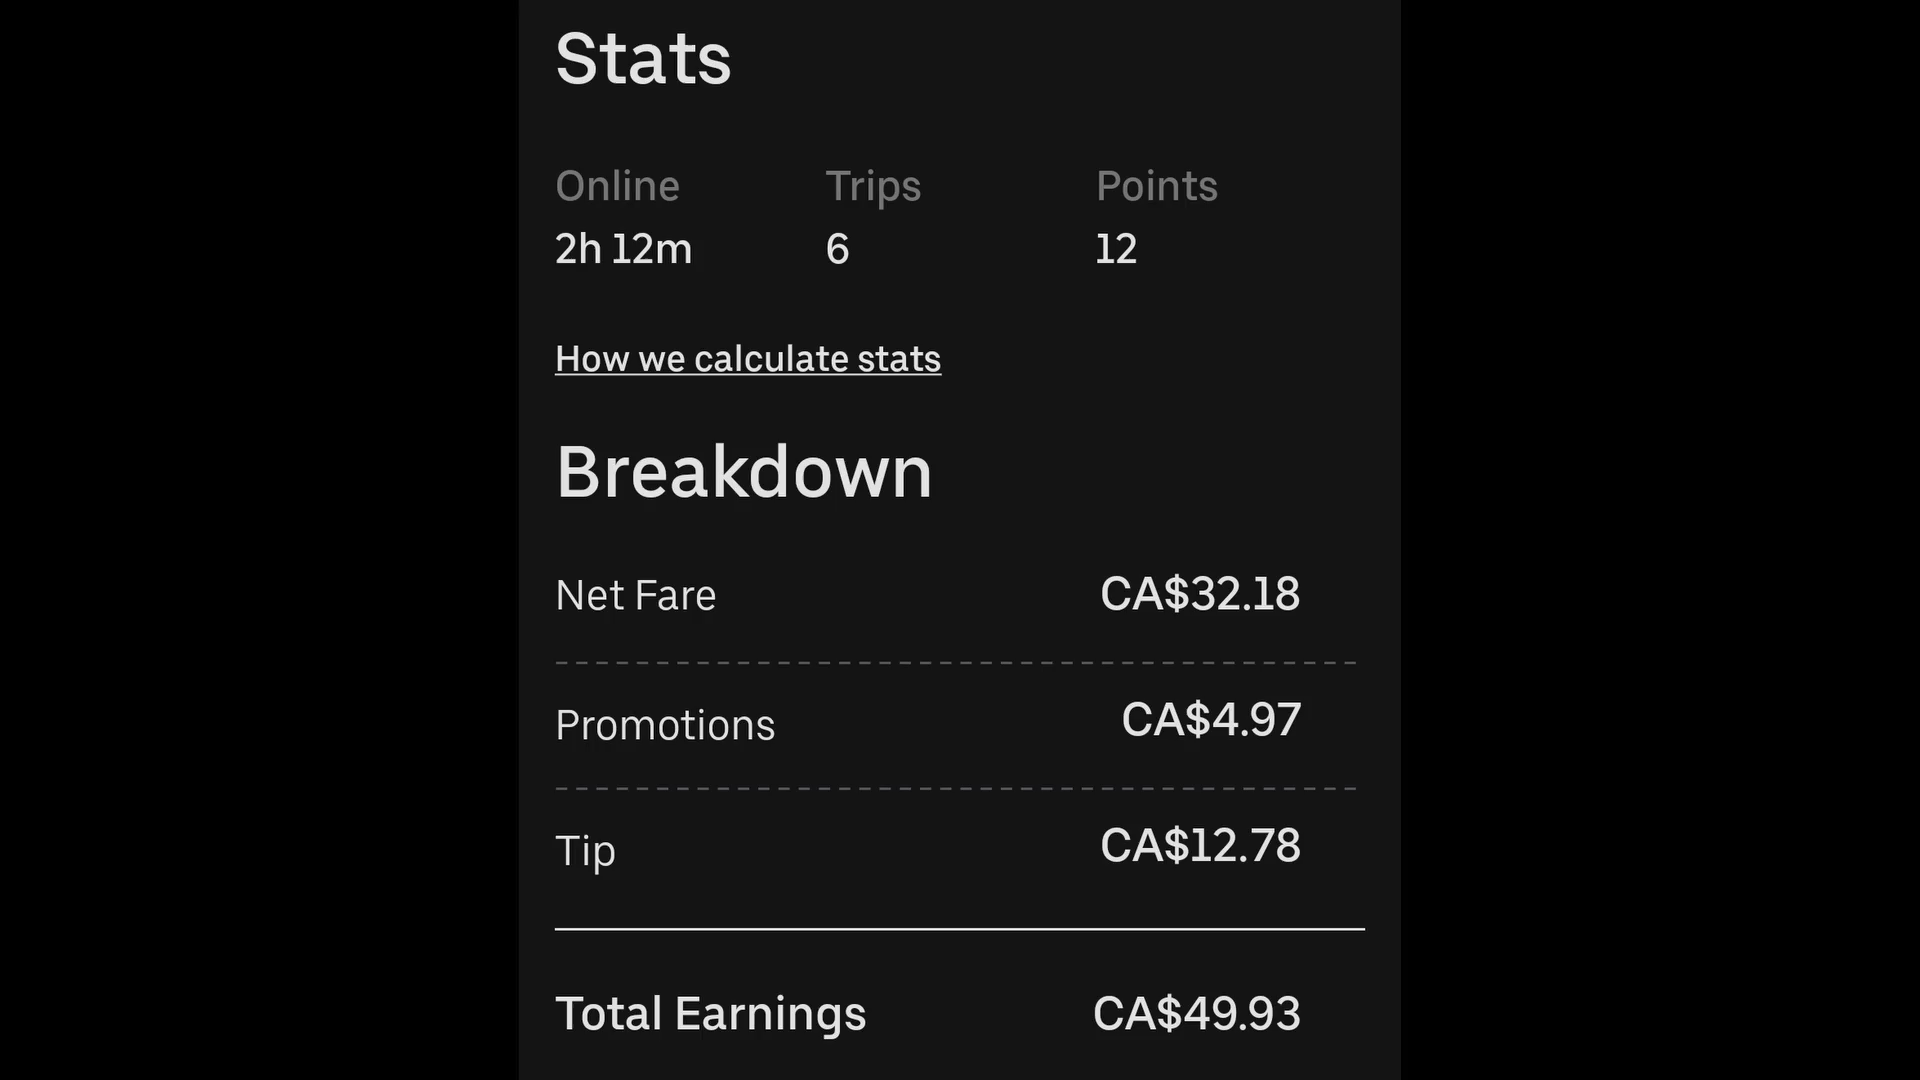 Stats
Online Trips Points
2h 12m 6 12
How we calculate stats
Breakdown
Net Fare CA$32.18
Promotions CA$4.97
Tip CA$12.78
Total Earnings CA$49.93